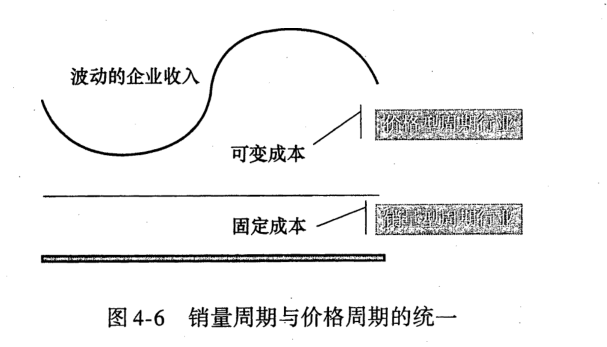 波动的企业收入
价格型周期行业
可变成本
销量型周期行业
固定成本
图 4-6 销量周期与价格周期的统一